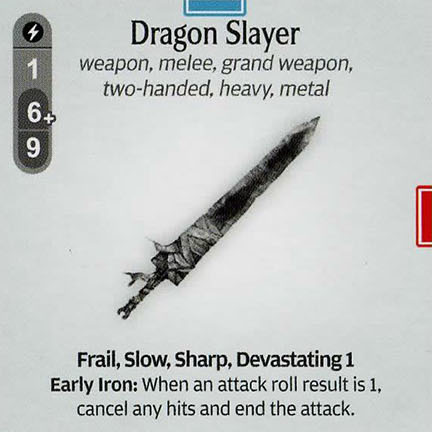 Dragon Slayer
weapon, melee, grand weapon,
two-handed, heavy, metal
1
6+
9
Frail, Slow, Sharp, Devastating 1
Early Iron: When an attack roll result is 1,
cancel any hits and end the attack.